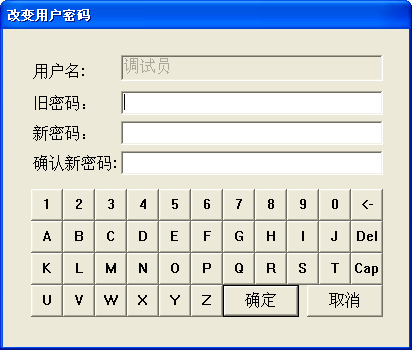 改变用户密码
用户名: 调试员
旧密码:
新密码:
确认新密码:
1 2 3 4 5 6 7 8 9 0 <-
A B C D E F G H I J Del
K L M N O P Q R S T Cap
U V W X Y Z 确定 取消